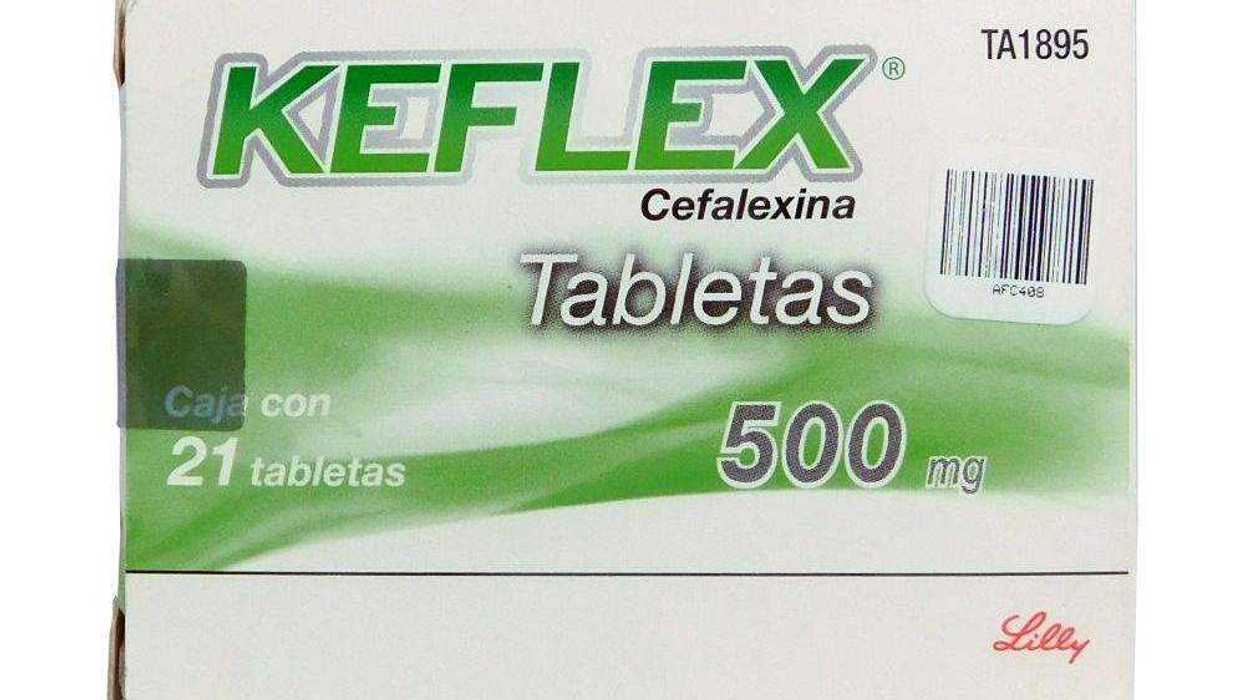 TA1895
KEFLEX®
Cefalexina
AFC408
Tabletas
Caja con
21 tabletas
500 mg
Lilly